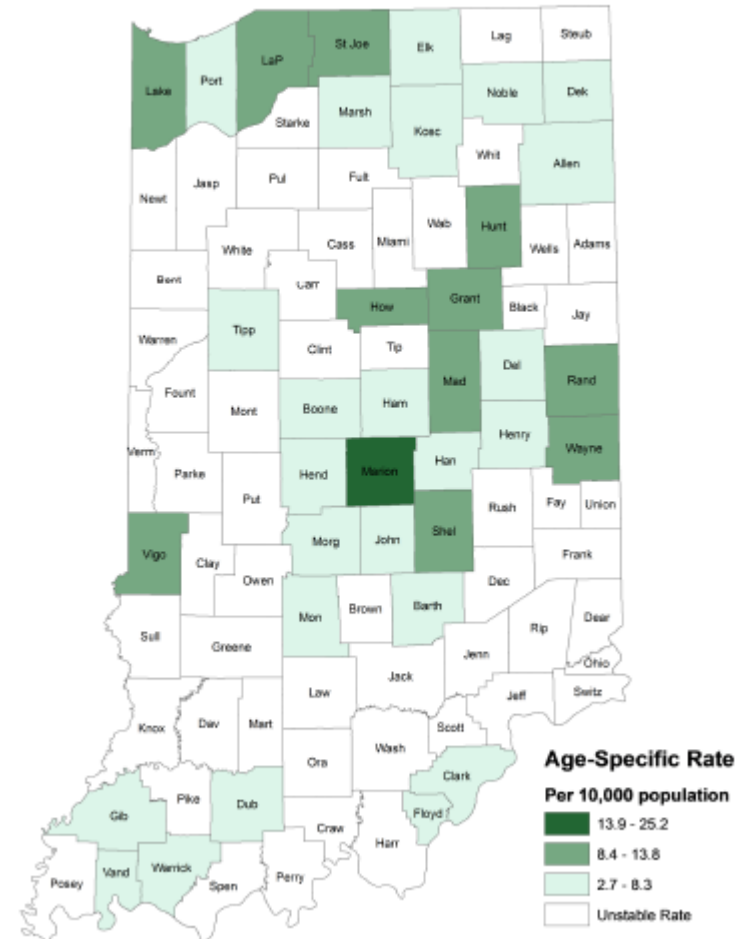 Lag
Steub
St Joe
Elk
LaP
Port
Lake
Noble
Dek
Marsh
Starke
Kosc
Whit
Allen
Pul
Fult
Jasp
Newt
Wab
Hunt
Miami
Cass
White
Wells
Adams
Bent
Carr
How
Grant
Black
Jay
Tipp
Warren
Clint
Tip
Mad
Del
Rand
Fount
Mont
Boone
Ham
Henry
Wayne
Verm
Parke
Hend
Marion
Han
Put
Rush
Fay
Union
Shel
Morg
John
Vigo
Clay
Frank
Owen
Dec
Brown
Barth
Mon
Dear
Rip
Sull
Greene
Jenn
Ohio
Jack
Law
Jeff
Switz
Knox
Dav
Mart
Scott
Wash
Ora
Clark
Pike
Dub
Gib
Floyd
Craw
Harr
Warrick
Vand
Posey
Spen
Perry
Age-Specific Rate
Per 10,000 population
13.9 - 25.2
8.4 - 13.8
2.7 - 8.3
Unstable Rate